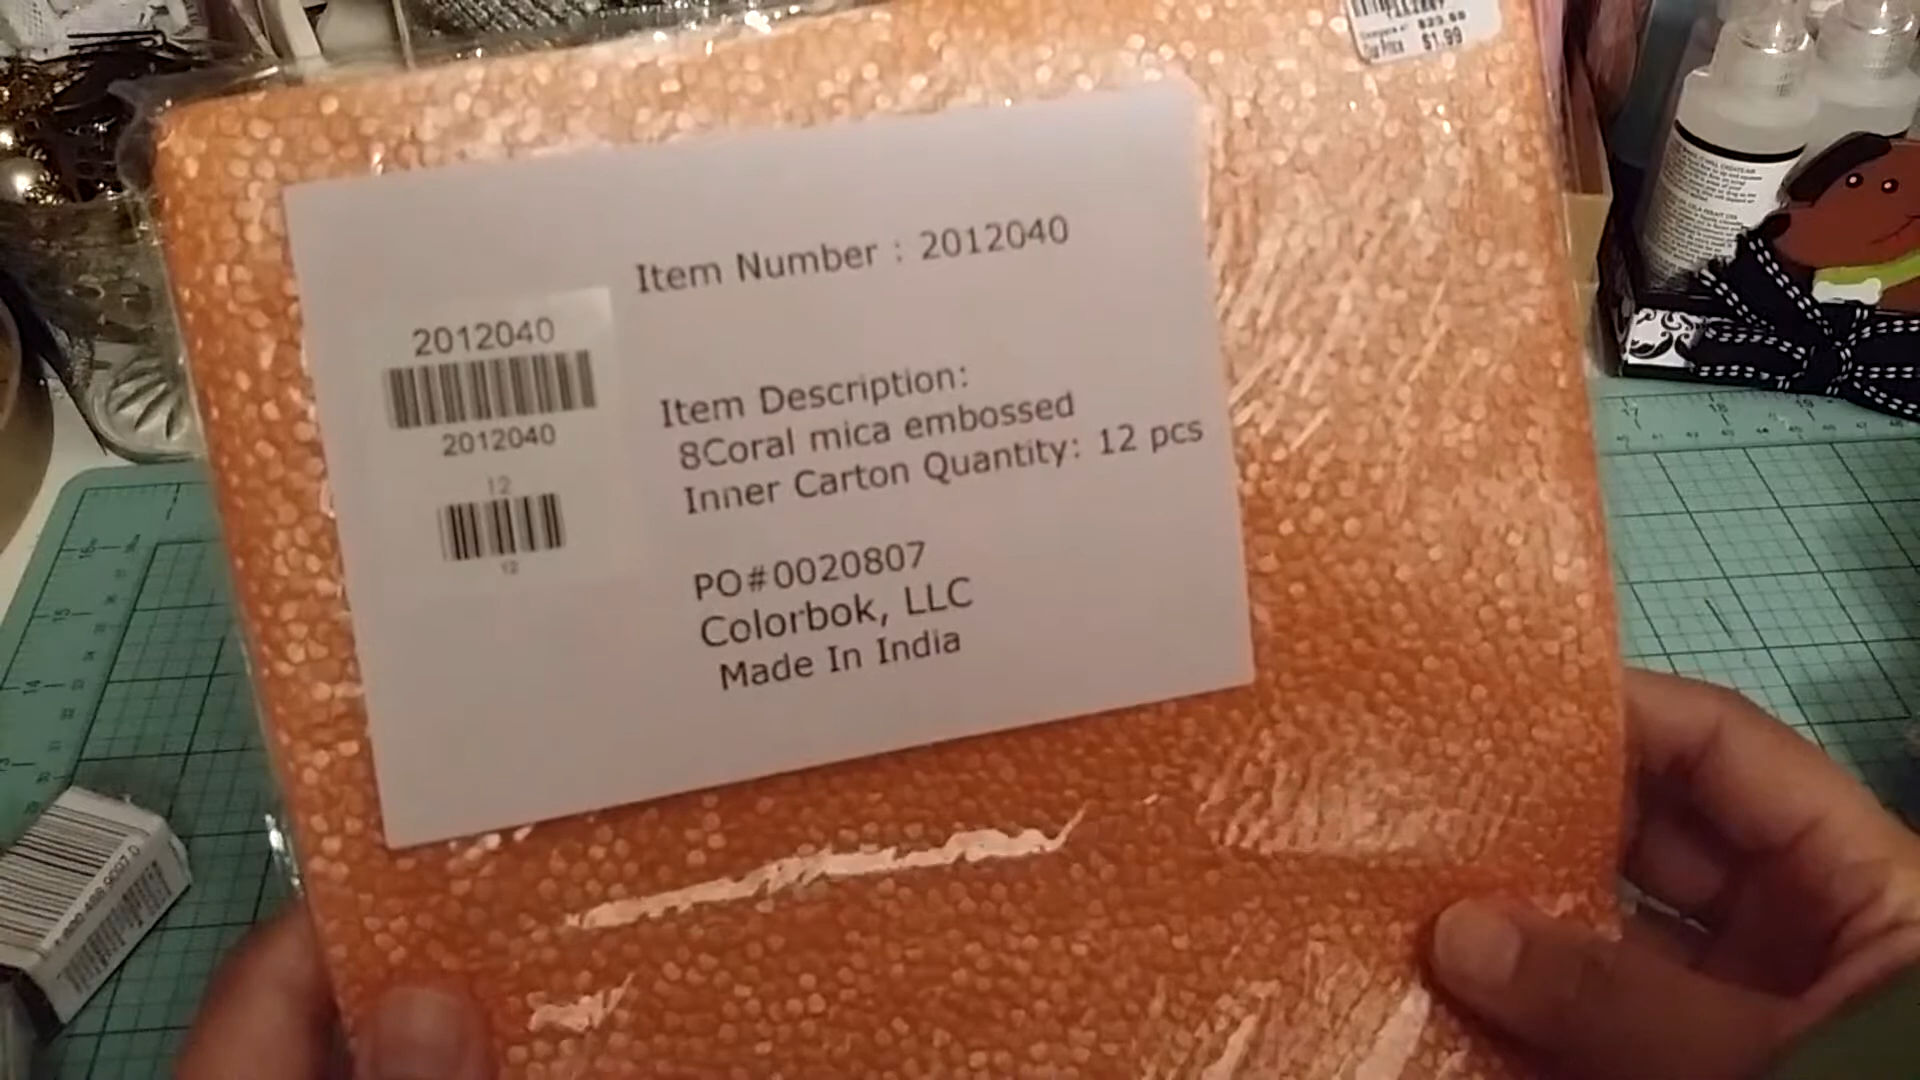 $1.99
Item Number : 2012040
2012040
2012040
12
12
Item Description:
8Coral mica embossed
Inner Carton Quantity: 12 pcs
PO#0020807
Colorbok, LLC
Made In India